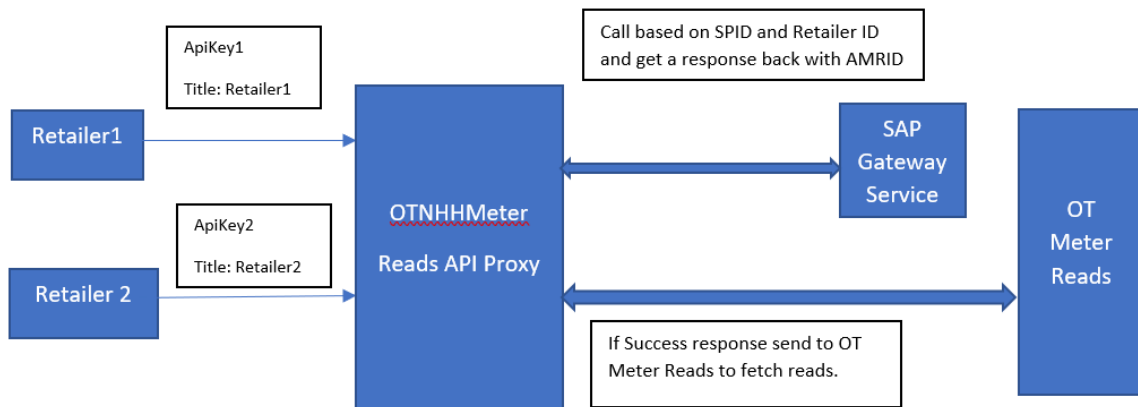 ApiKey1
Title: Retailer1
Call based on SPID and Retailer ID
and get a response back with AMRID
Retailer1
SAP
Gateway
Service
OTNHHMeter
Reads API Proxy
OT
Meter
Reads
ApiKey2
Title: Retailer2
Retailer 2
If Success response send to OT
Meter Reads to fetch reads.